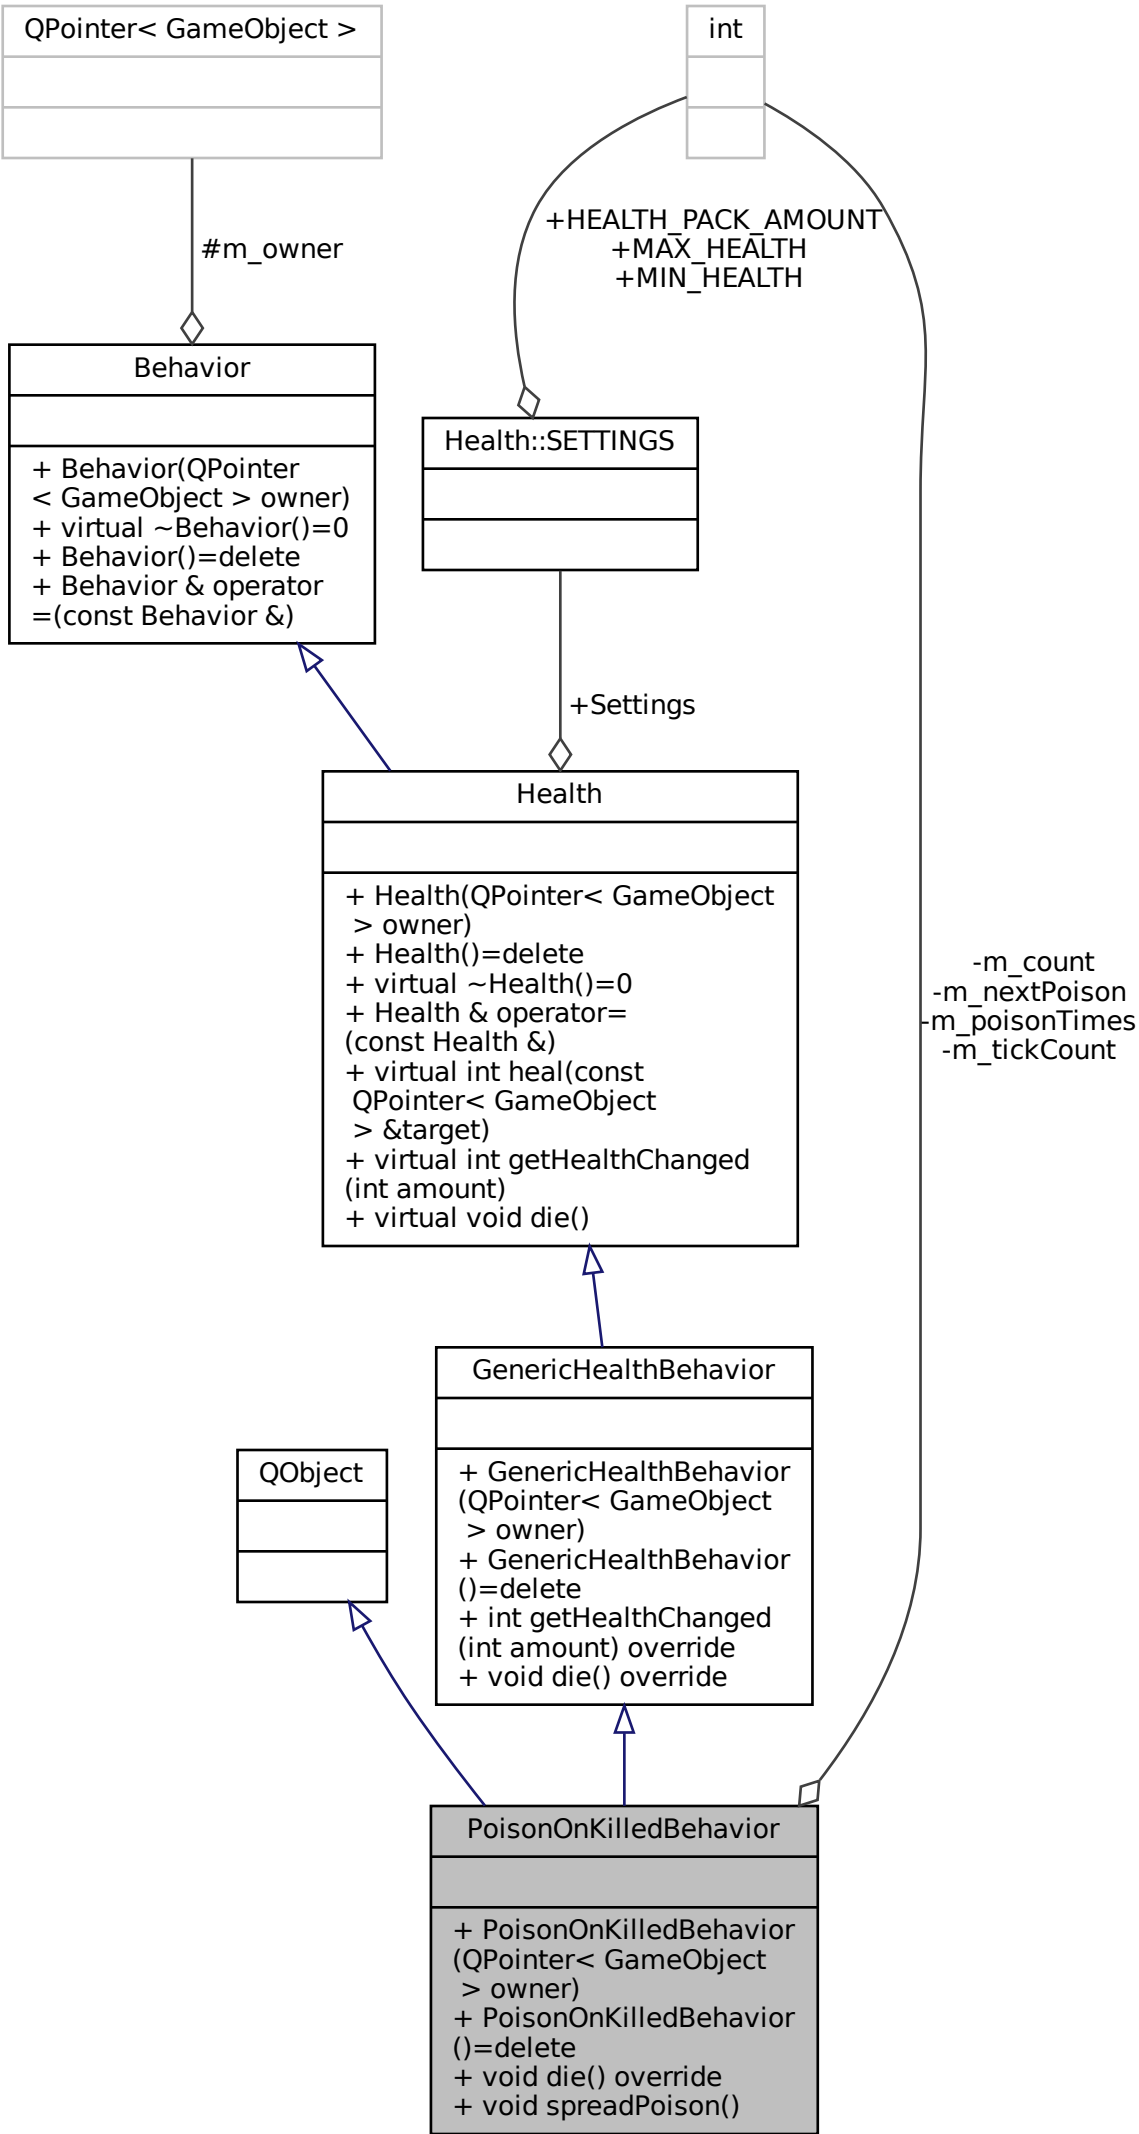 QPointer< GameObject >
int
+HEALTH_PACK_AMOUNT
+MAX_HEALTH
+MIN_HEALTH
#m_owner
Behavior
+ Behavior(QPointer
< GameObject > owner)
+ virtual ~Behavior()=0
+ Behavior()=delete
+ Behavior & operator
=(const Behavior &)
Health::SETTINGS
+Settings
Health
+ Health(QPointer< GameObject
> owner)
+ Health()=delete
+ virtual ~Health()=0
+ Health & operator=
(const Health &)
+ virtual int heal(const
QPointer< GameObject
> &target)
+ virtual int getHealthChanged
(int amount)
+ virtual void die()
-m_count
-m_nextPoison
-m_poisonTimes
-m_tickCount
GenericHealthBehavior
+ GenericHealthBehavior
(QPointer< GameObject
> owner)
+ GenericHealthBehavior
()=delete
+ int getHealthChanged
(int amount) override
+ void die() override
QObject
PoisonOnKilledBehavior
+ PoisonOnKilledBehavior
(QPointer< GameObject
> owner)
+ PoisonOnKilledBehavior
()=delete
+ void die() override
+ void spreadPoison()